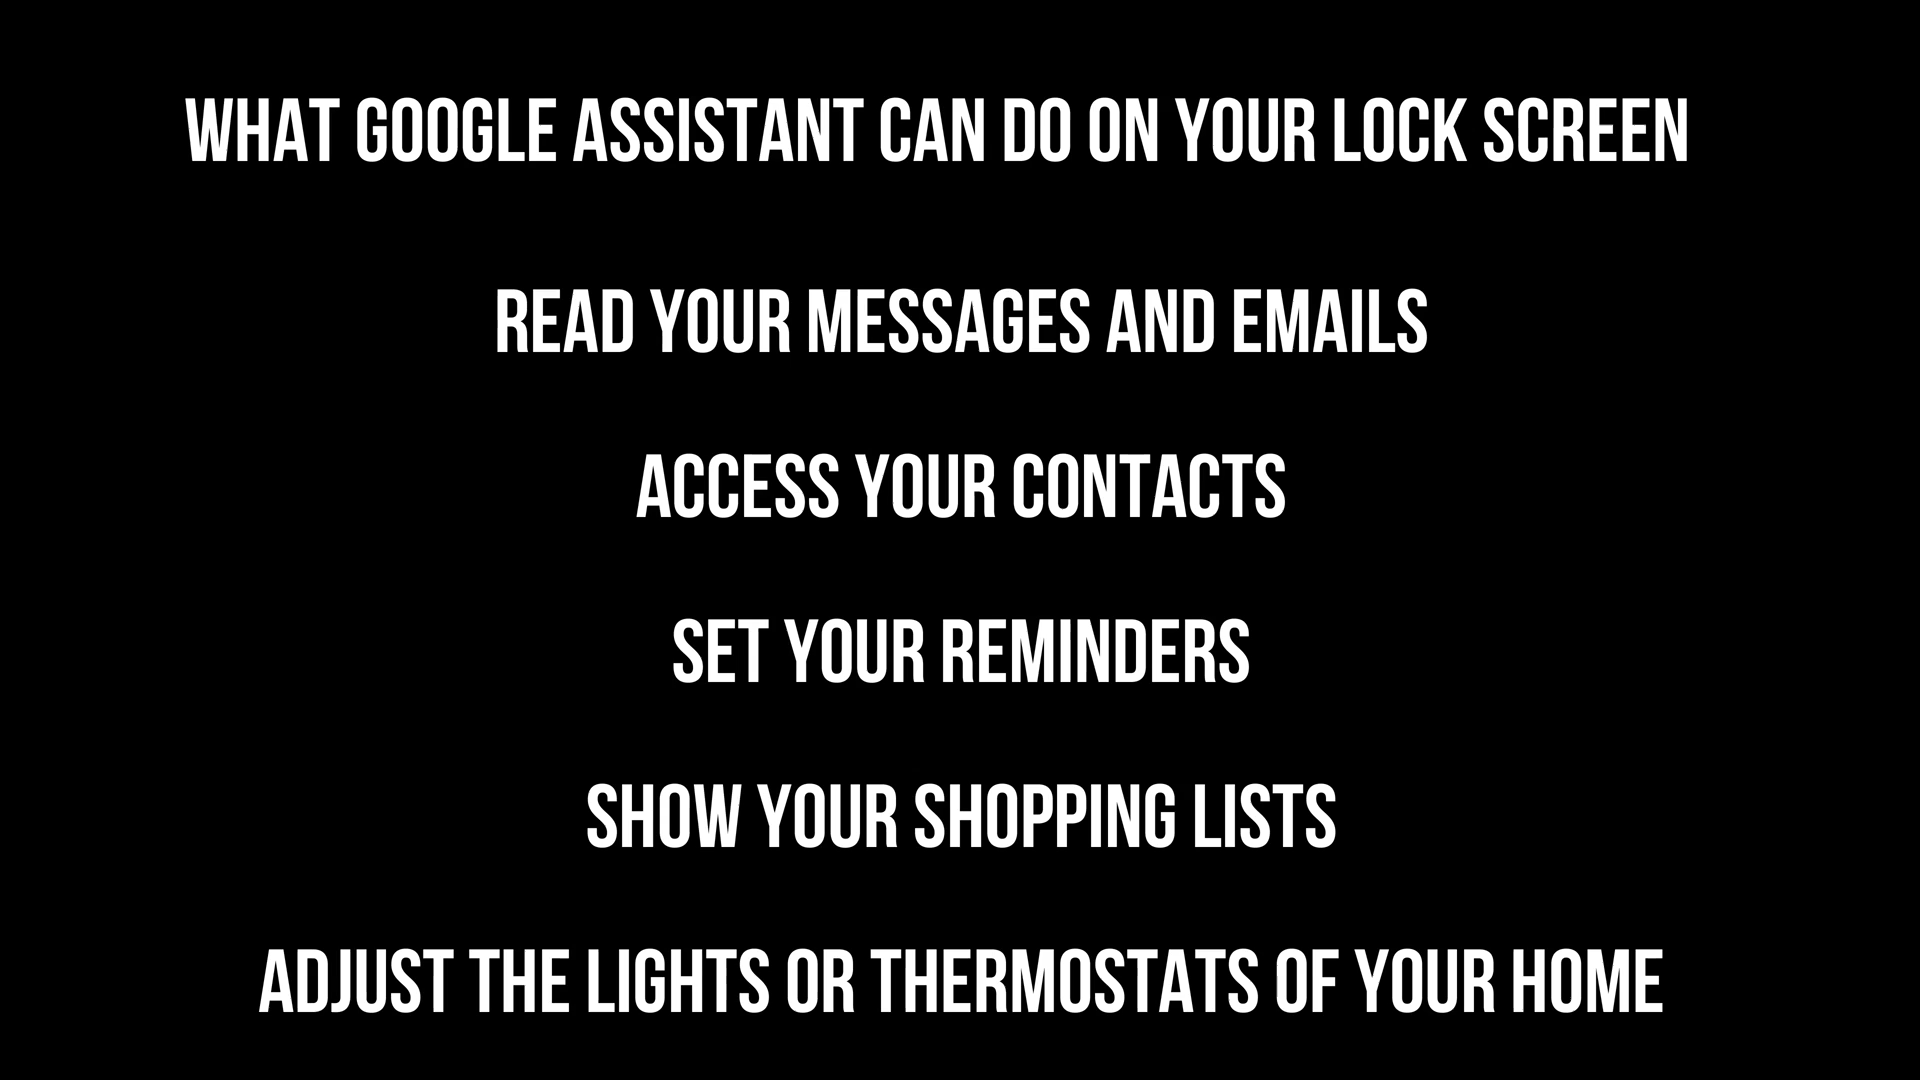 WHAT GOOGLE ASSISTANT CAN DO ON YOUR LOCK SCREEN
READ YOUR MESSAGES AND EMAILS
ACCESS YOUR CONTACTS
SET YOUR REMINDERS
SHOW YOUR SHOPPING LISTS
ADJUST THE LIGHTS OR THERMOSTATS OF YOUR HOME